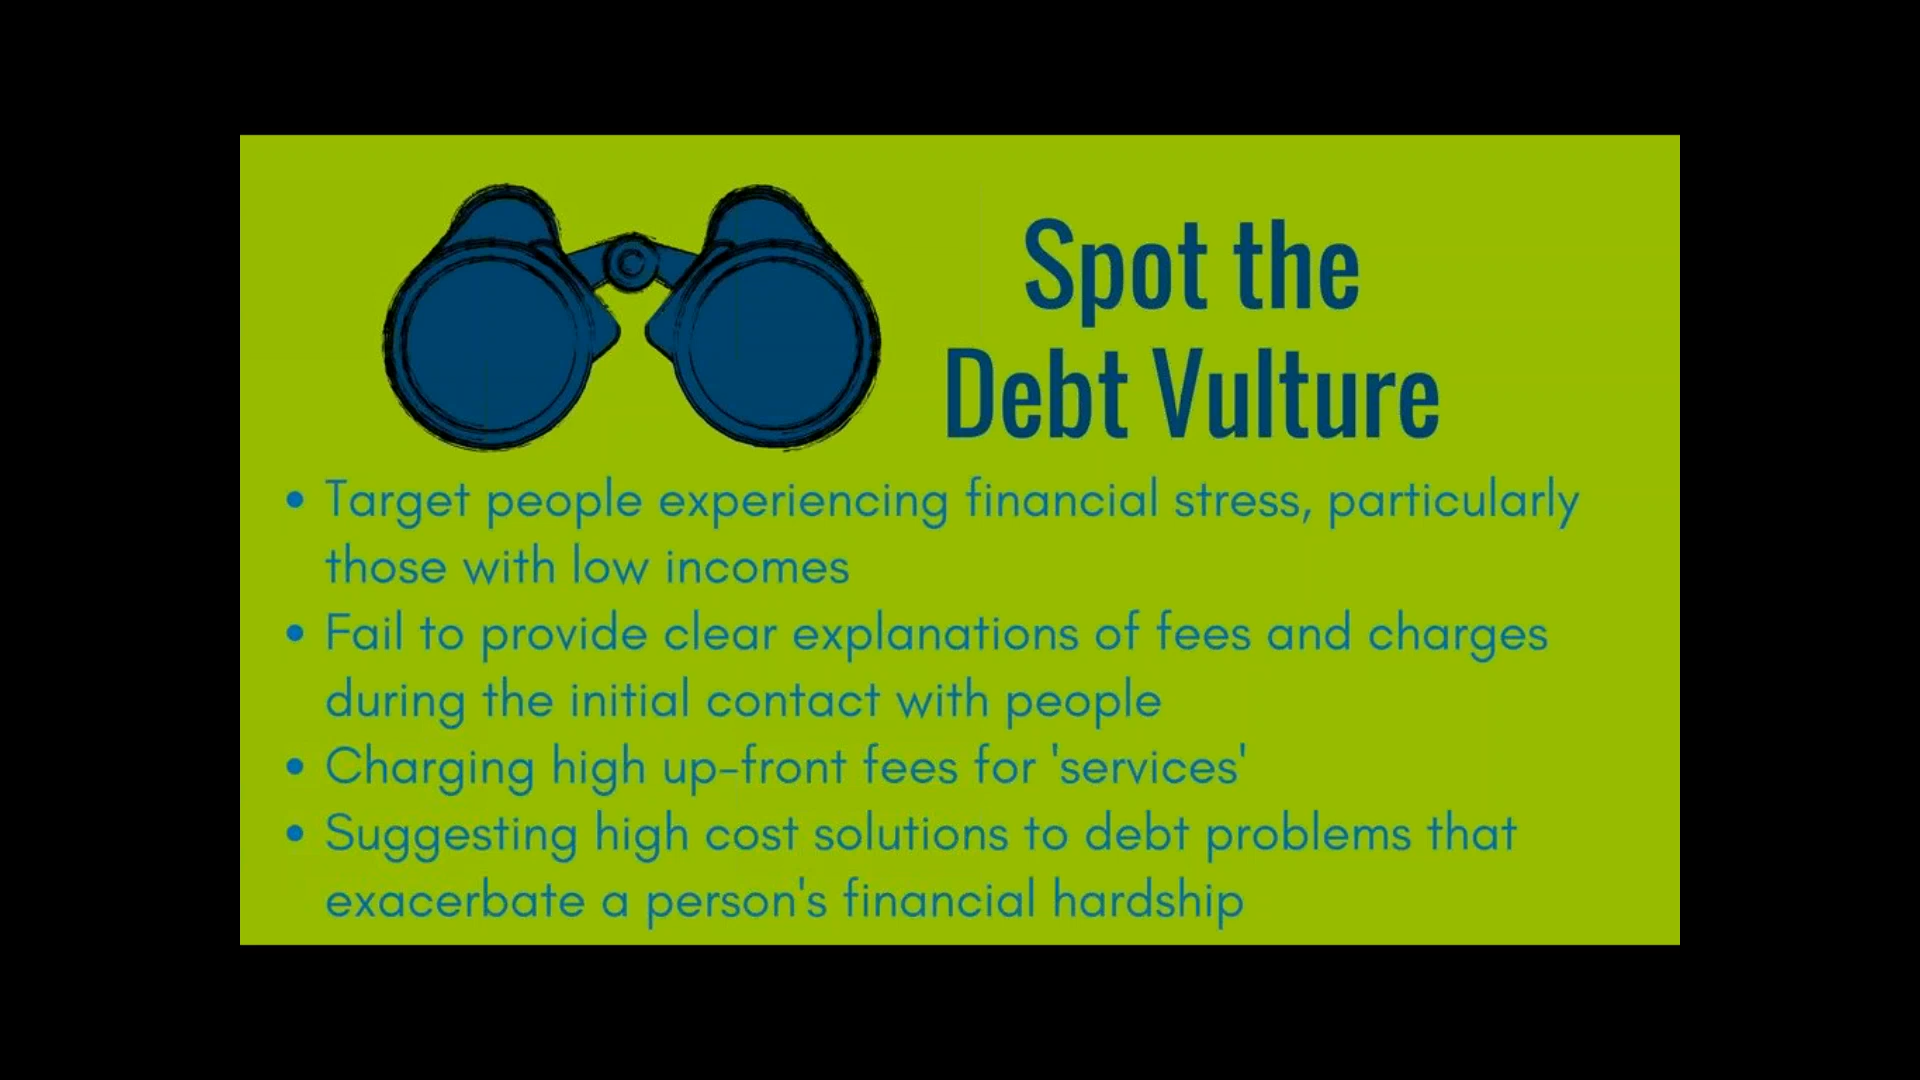 Spot the
Debt Vulture
• Target people experiencing financial stress, particularly
those with low incomes
• Fail to provide clear explanations of fees and charges
during the initial contact with people
• Charging high up-front fees for 'services'
• Suggesting high cost solutions to debt problems that
exacerbate a person's financial hardship